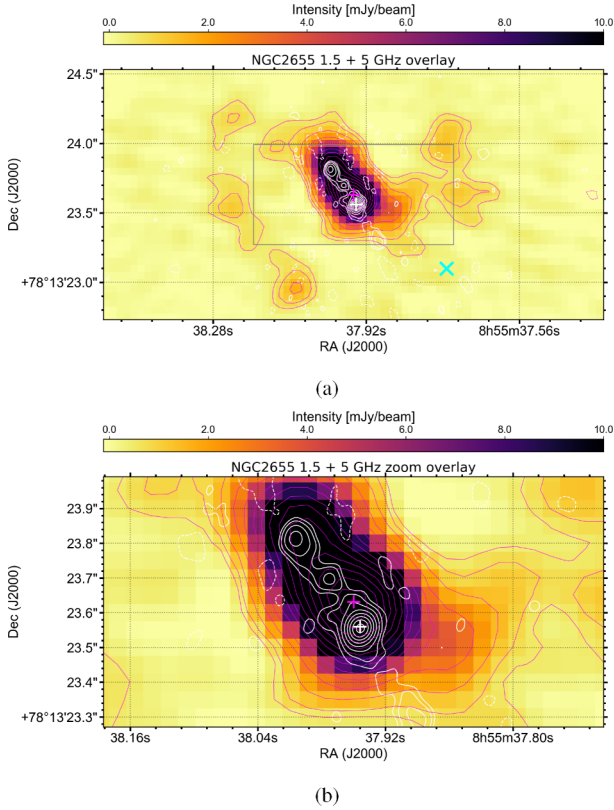 Intensity [mJy/beam]
0.0 2.0 4.0 6.0 8.0 10.0
NGC2655 1.5 + 5 GHz overlay
24.5"
24.0"
23.5"
+78°13'23.0"
Dec (J2000)
38.28s 37.92s 8h55m37.56s
RA (J2000)
(a)
Intensity [mJy/beam]
0.0 2.0 4.0 6.0 8.0 10.0
NGC2655 1.5 + 5 GHz zoom overlay
23.9"
23.8"
23.7"
23.6"
23.5"
23.4"
+78°13'23.3"
Dec (J2000)
38.16s 38.04s 37.92s 8h55m37.80s
RA (J2000)
(b)